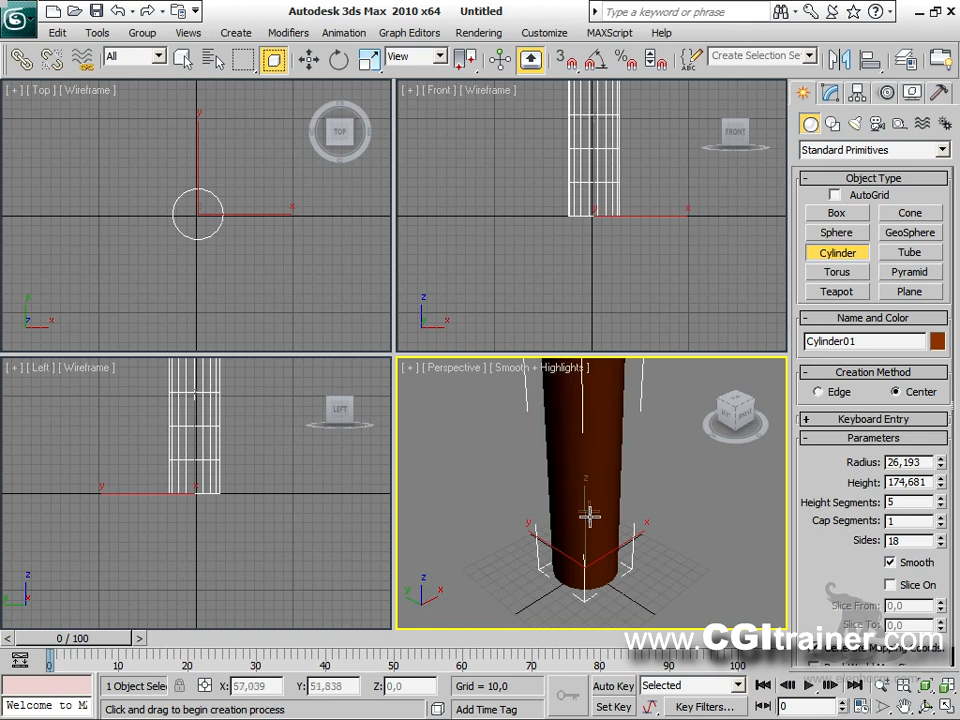 Autodesk 3ds Max 2010 x64 Untitled
Type a keyword or phrase
Edit Tools Group Views Create Modifiers Animation Graph Editors Rendering Customize MAXScript Help
All View 3 % ABC Create Selection Se
[ + ] [ Top ] [ Wireframe ]
TOP
y
x
z x
[ + ] [ Front ] [ Wireframe ]
FRONT
x
z
x
[ + ] [ Left ] [ Wireframe ]
LEFT
y
z
[ + ] [ Perspective ] [ Smooth + Highlights ]
z
y x
z
y x
Standard Primitives
- Object Type
AutoGrid
Box Cone
Sphere GeoSphere
Cylinder Tube
Torus Pyramid
Teapot Plane
- Name and Color
Cylinder01
- Creation Method
Edge Center
+ Keyboard Entry
- Parameters
Radius: 26,193
Height: 174,681
Height Segments: 5
Cap Segments: 1
Sides: 18
Smooth
Slice On
Slice From: 0,0
Slice To: 0,0
www.CGItrainer.com
< 0 / 100 >
0 10 20 30 40 50 60 70 80 90 100
1 Object Selec X: 57,039 Y: 51,838 Z: 0,0 Grid = 10,0 Auto Key Selected
Welcome to M
Click and drag to begin creation process Add Time Tag Set Key Key Filters... 0